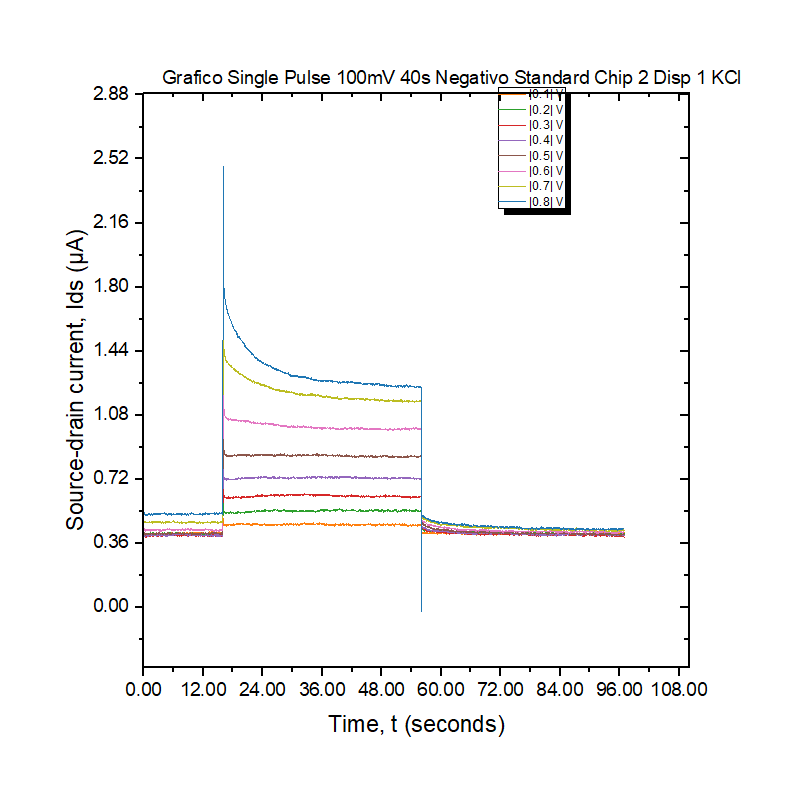 Grafico Single Pulse 100mV 40s Negativo Standard Chip 2 Disp 1 KCl
|0.1| V
|0.2| V
|0.3| V
|0.4| V
|0.5| V
|0.6| V
|0.7| V
|0.8| V
2.88
2.52
2.16
1.80
1.44
1.08
0.72
0.36
0.00
Source-drain current, Ids (µA)
0.00 12.00 24.00 36.00 48.00 60.00 72.00 84.00 96.00 108.00
Time, t (seconds)